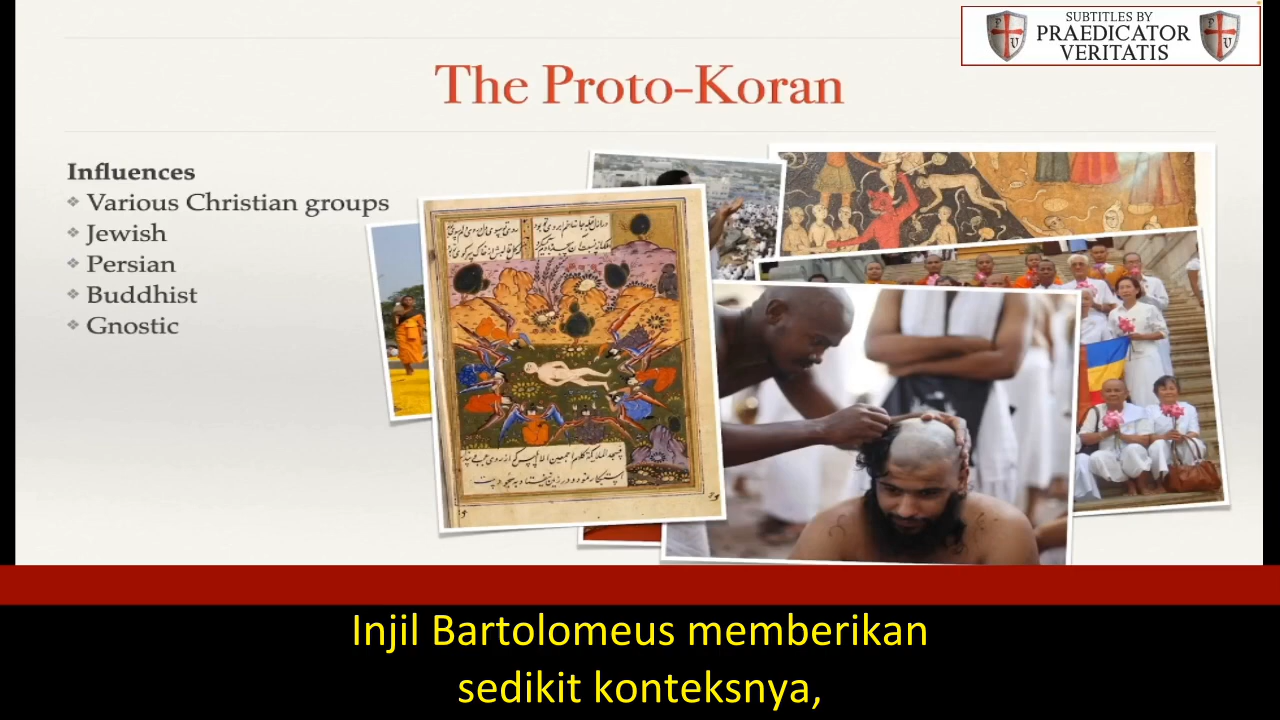 SUBTITLES BY
PRAEDICATOR
VERITATIS
The Proto-Koran
Influences
❖ Various Christian groups
❖ Jewish
❖ Persian
❖ Buddhist
❖ Gnostic
Injil Bartolomeus memberikan
sedikit konteksnya,